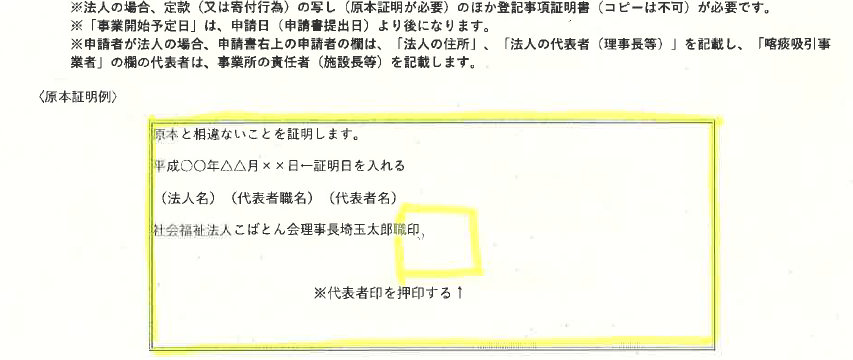 ※法人の場合、定款（又は寄付行為）の写し（原本証明が必要）のほか登記事項証明書（コピーは不可）が必要です。
※「事業開始予定日」は、申請日（申請書提出日）より後になります。
※申請者が法人の場合、申請書右上の申請者の欄は、「法人の住所」、「法人の代表者（理事長等）」を記載し、「喀痰吸引事
業者」の欄の代表者は、事業所の責任者（施設長等）を記載します。
〈原本証明例〉
原本と相違ないことを証明します。
平成〇〇年△△月××日←証明日を入れる
（法人名）（代表者職名）（代表者名）
社会福祉法人こばとん会理事長埼玉太郎職印
※代表者印を押印する↑